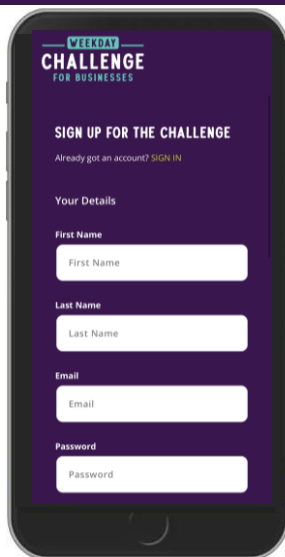 WEEKDAY
CHALLENGE
FOR BUSINESSES
SIGN UP FOR THE CHALLENGE
Already got an account? SIGN IN
Your Details
First Name
First Name
Last Name
Last Name
Email
Email
Password
Password